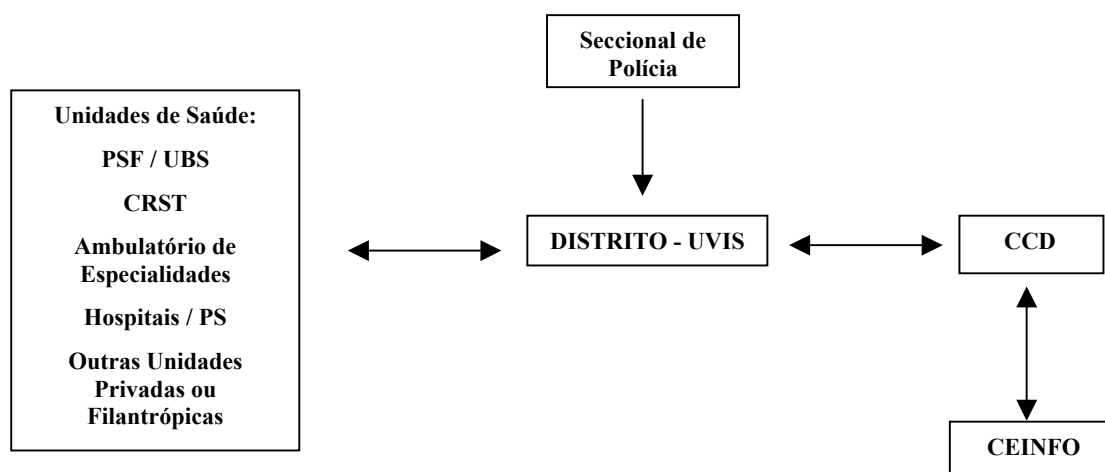 Seccional de
Polícia
Unidades de Saúde:
PSF / UBS
CRST
Ambulatório de
Especialidades
Hospitais / PS
Outras Unidades
Privadas ou
Filantrópicas
DISTRITO - UVIS
CCD
CEINFO